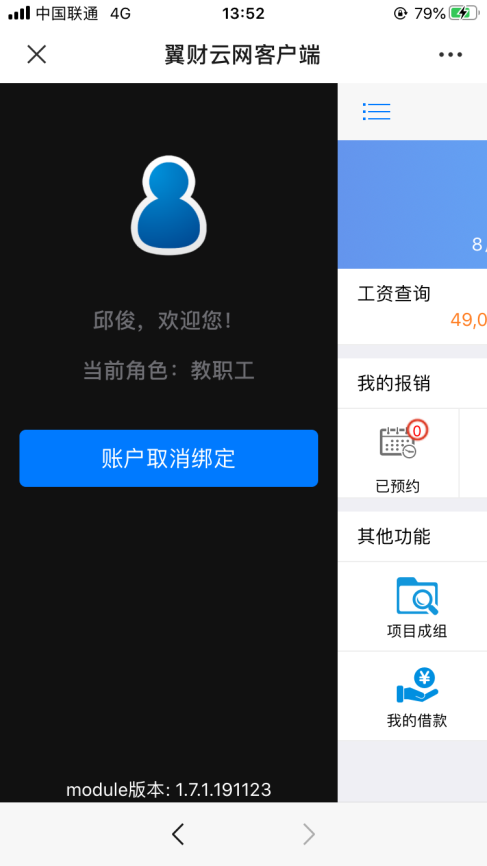 中国联通 4G 13:52 79%
翼财云网客户端
邱俊，欢迎您！
当前角色：教职工
账户取消绑定
module版本: 1.7.1.191123
8,
工资查询
49,0
我的报销
0
已预约
其他功能
项目成组
¥
我的借款